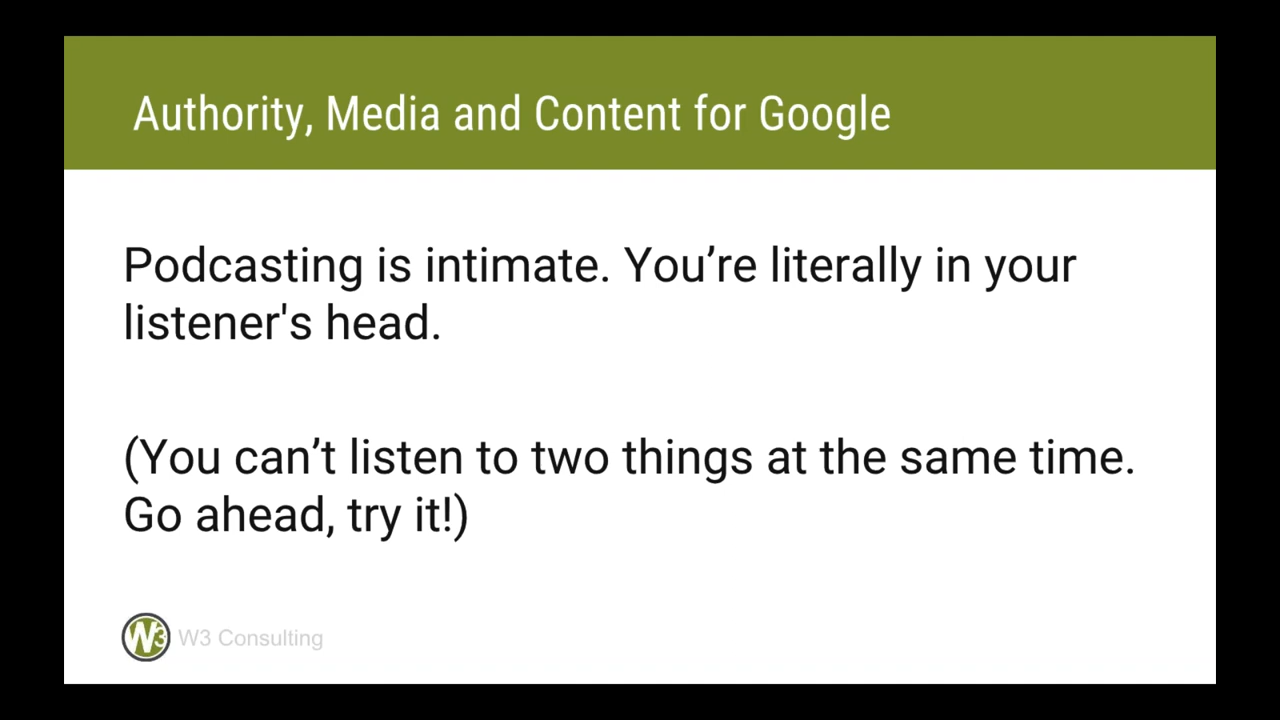 Authority, Media and Content for Google
Podcasting is intimate. You’re literally in your
listener's head.
(You can’t listen to two things at the same time.
Go ahead, try it!)
W3 W3 Consulting